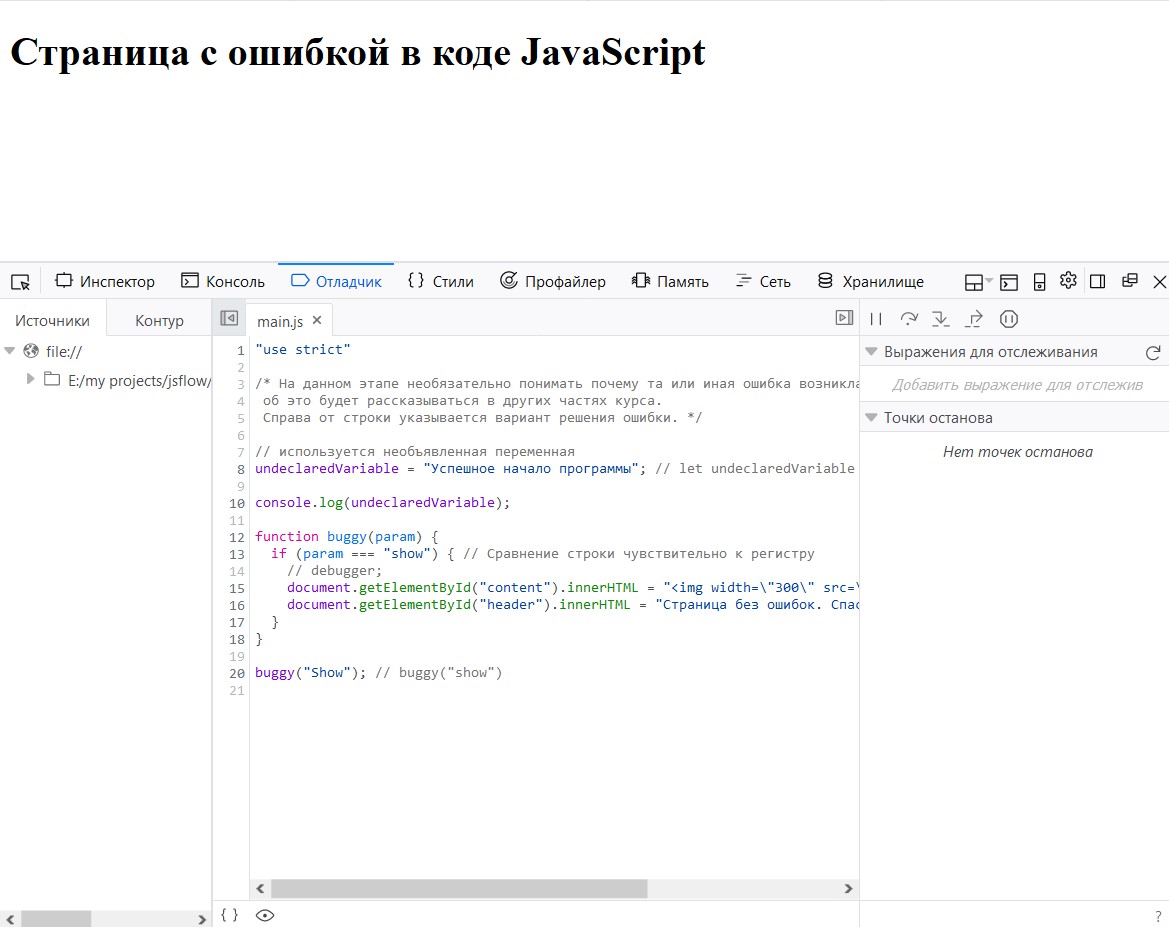 Страница с ошибкой в коде JavaScript
Инспектор Консоль Отладчик {} Стили Профайлер Память Сеть Хранилище
Источники Контур
main.js
file://
E:/my projects/jsflow/
1 "use strict"
2
3 /* На данном этапе необязательно понимать почему та или иная ошибка возникла
4 об это будет рассказываться в других частях курса.
5 Справа от строки указывается вариант решения ошибки. */
6
7 // используется необъявленная переменная
8 undeclaredVariable = "Успешное начало программы"; // let undeclaredVariable
9
10 console.log(undeclaredVariable);
11
12 function buggy(param) {
13 if (param === "show") { // Сравнение строки чувствительно к регистру
14 // debugger;
15 document.getElementById("content").innerHTML = "<img width=\"300\" src=\
16 document.getElementById("header").innerHTML = "Страница без ошибок. Спас
17 }
18 }
19
20 buggy("Show"); // buggy("show")
21
{ }
Выражения для отслеживания
Добавить выражение для отслежив
Точки останова
Нет точек останова
?